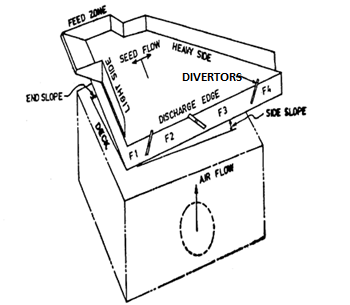 FEED ZONE
SEED FLOW
HEAVY SIDE
LIGHT SIDE
DIVERTORS
END SLOPE
DECK
DISCHARGE EDGE
F1
F2
F3
F4
SIDE SLOPE
AIR FLOW